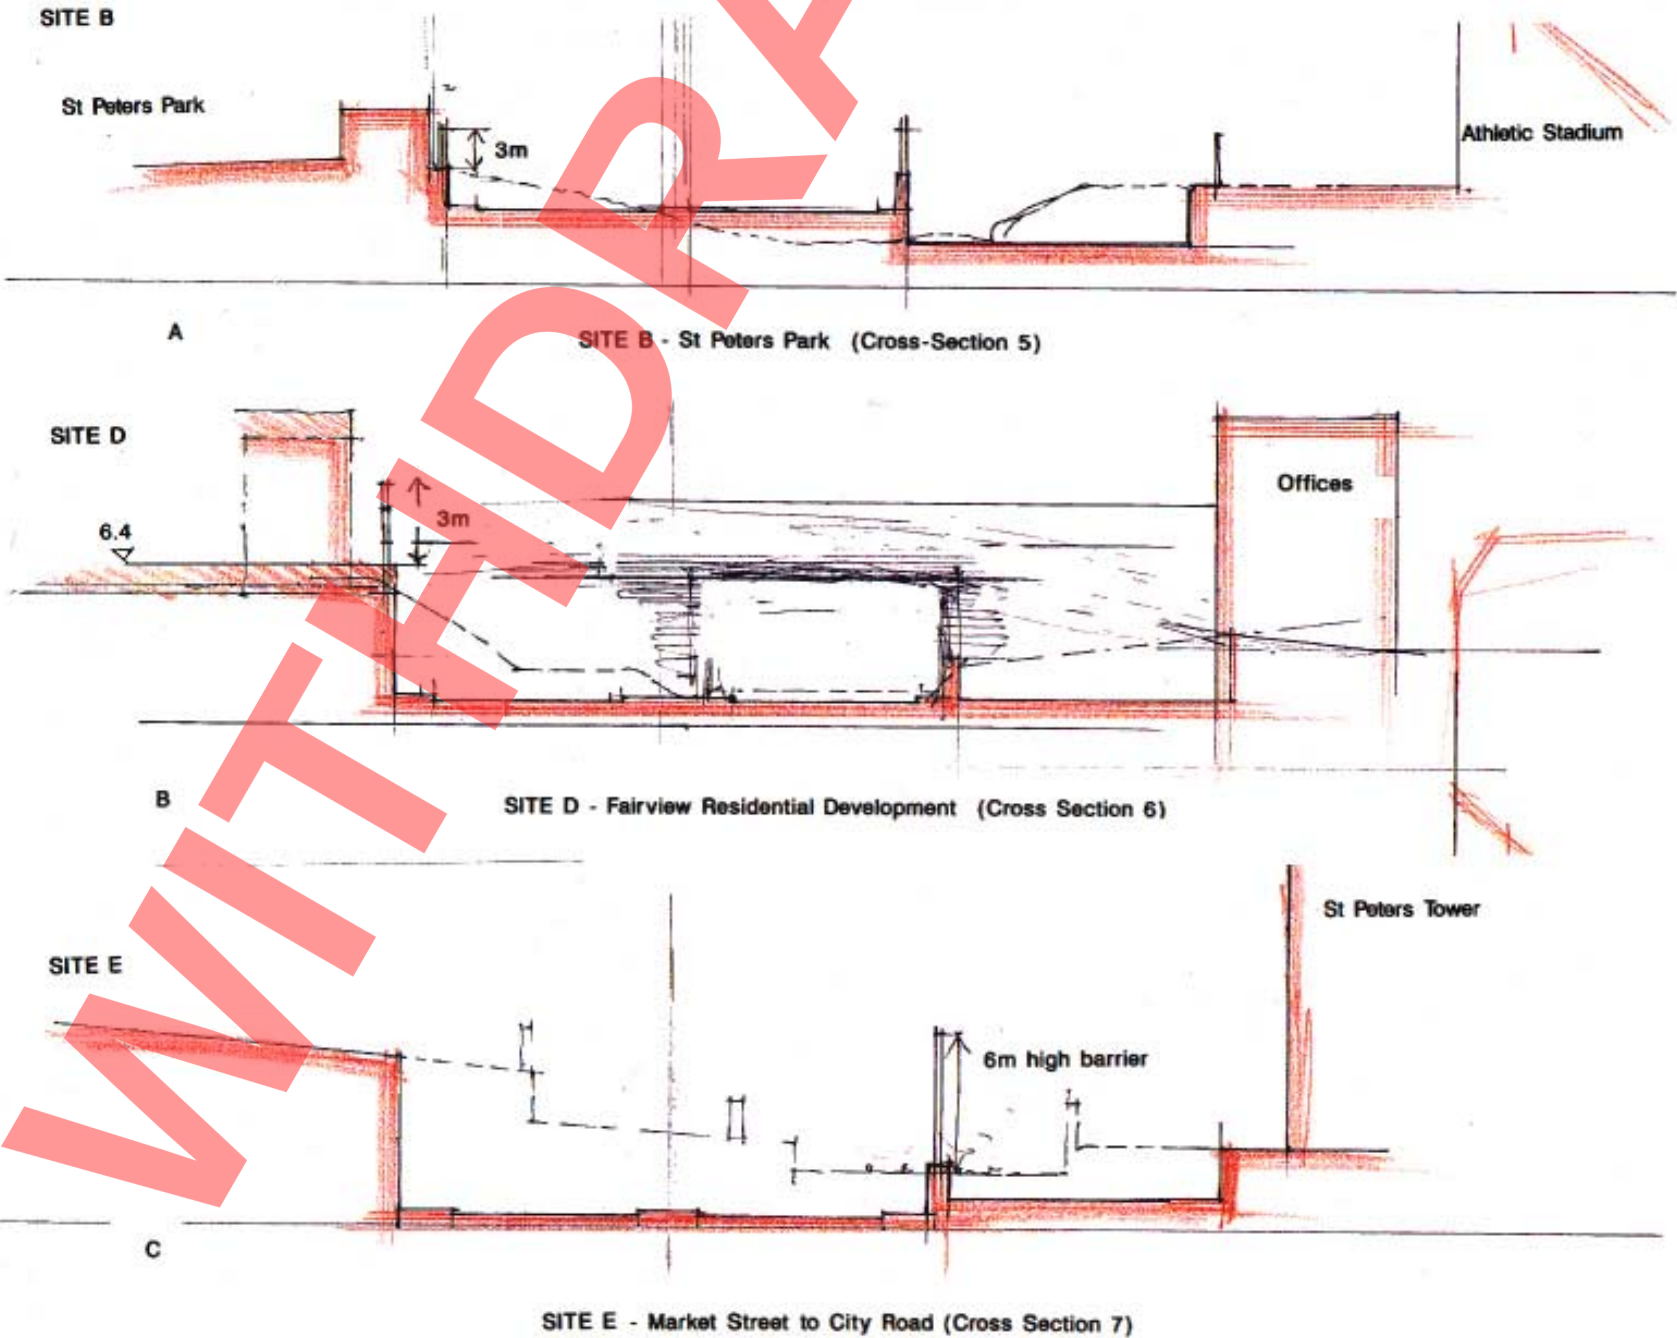 SITE B
St Peters Park
3m
Athletic Stadium
A
SITE B - St Peters Park (Cross-Section 5)
SITE D
6.4
3m
Offices
B
SITE D - Fairview Residential Development (Cross Section 6)
St Peters Tower
SITE E
6m high barrier
C
SITE E - Market Street to City Road (Cross Section 7)
WITHDRA